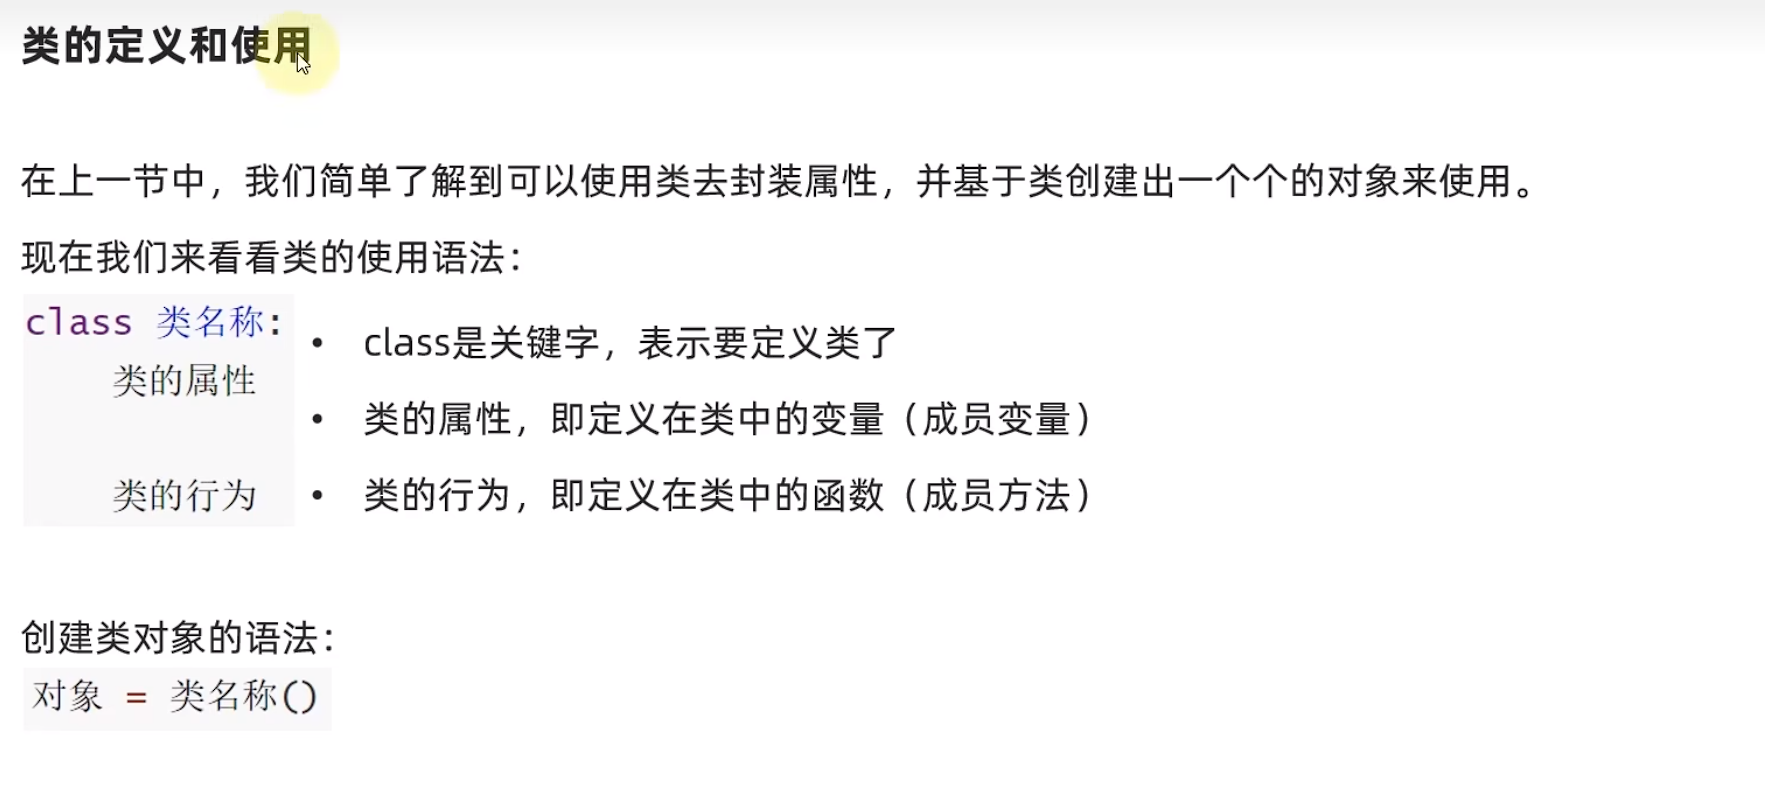 类的定义和使用
在上一节中，我们简单了解到可以使用类去封装属性，并基于类创建出一个个的对象来使用。
现在我们来看看类的使用语法：
class 类名称:
类的属性
类的行为
• class是关键字，表示要定义类了
• 类的属性，即定义在类中的变量（成员变量）
• 类的行为，即定义在类中的函数（成员方法）
创建类对象的语法：
对象 = 类名称()